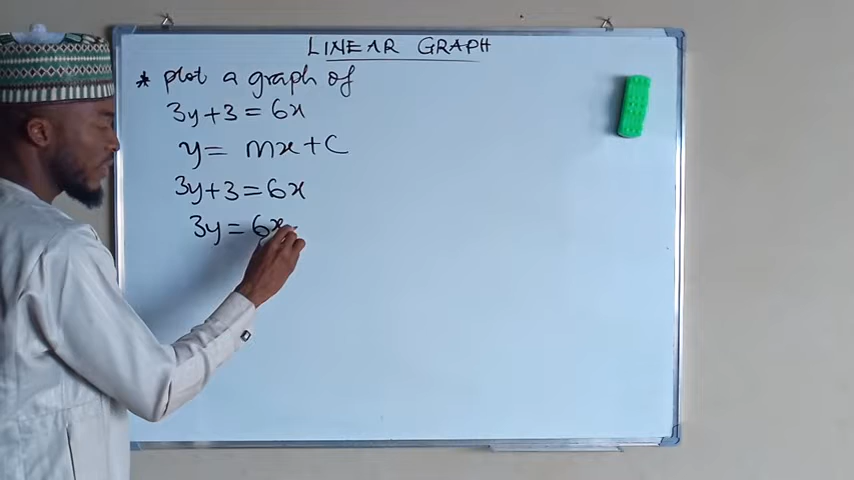 LINEAR GRAPH
* plot a graph of
3y+3=6x
y= mx+C
3y+3=6x
3y=6x-